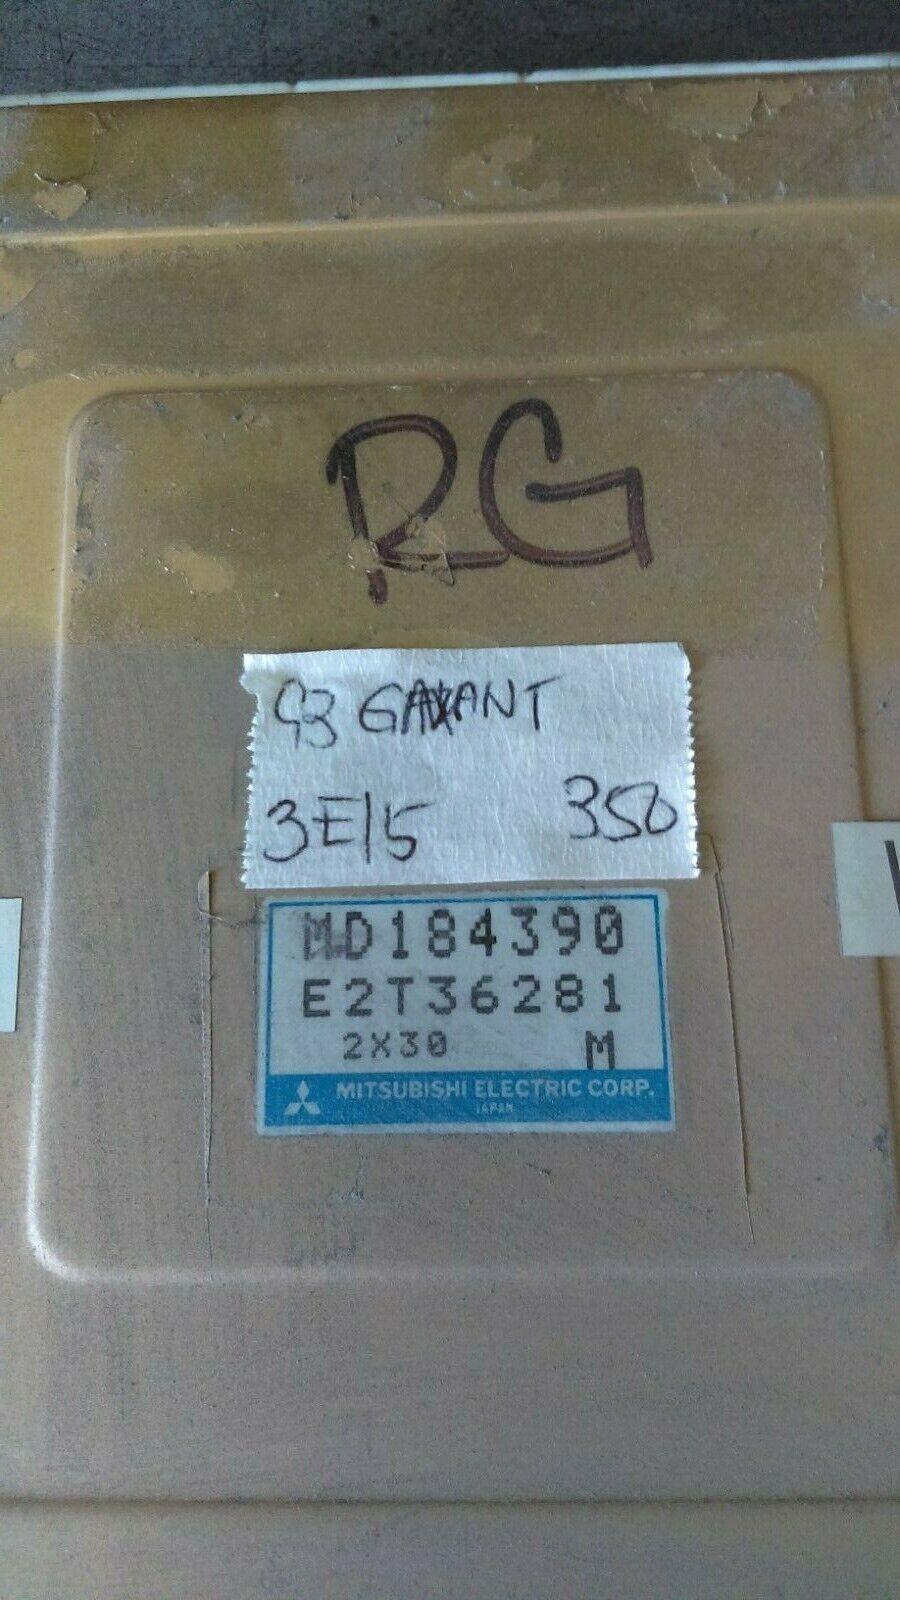 RG
93 GALANT
3E15 350
MD184390
E2T36281
2X30 M
MITSUBISHI ELECTRIC CORP.
JAPAN